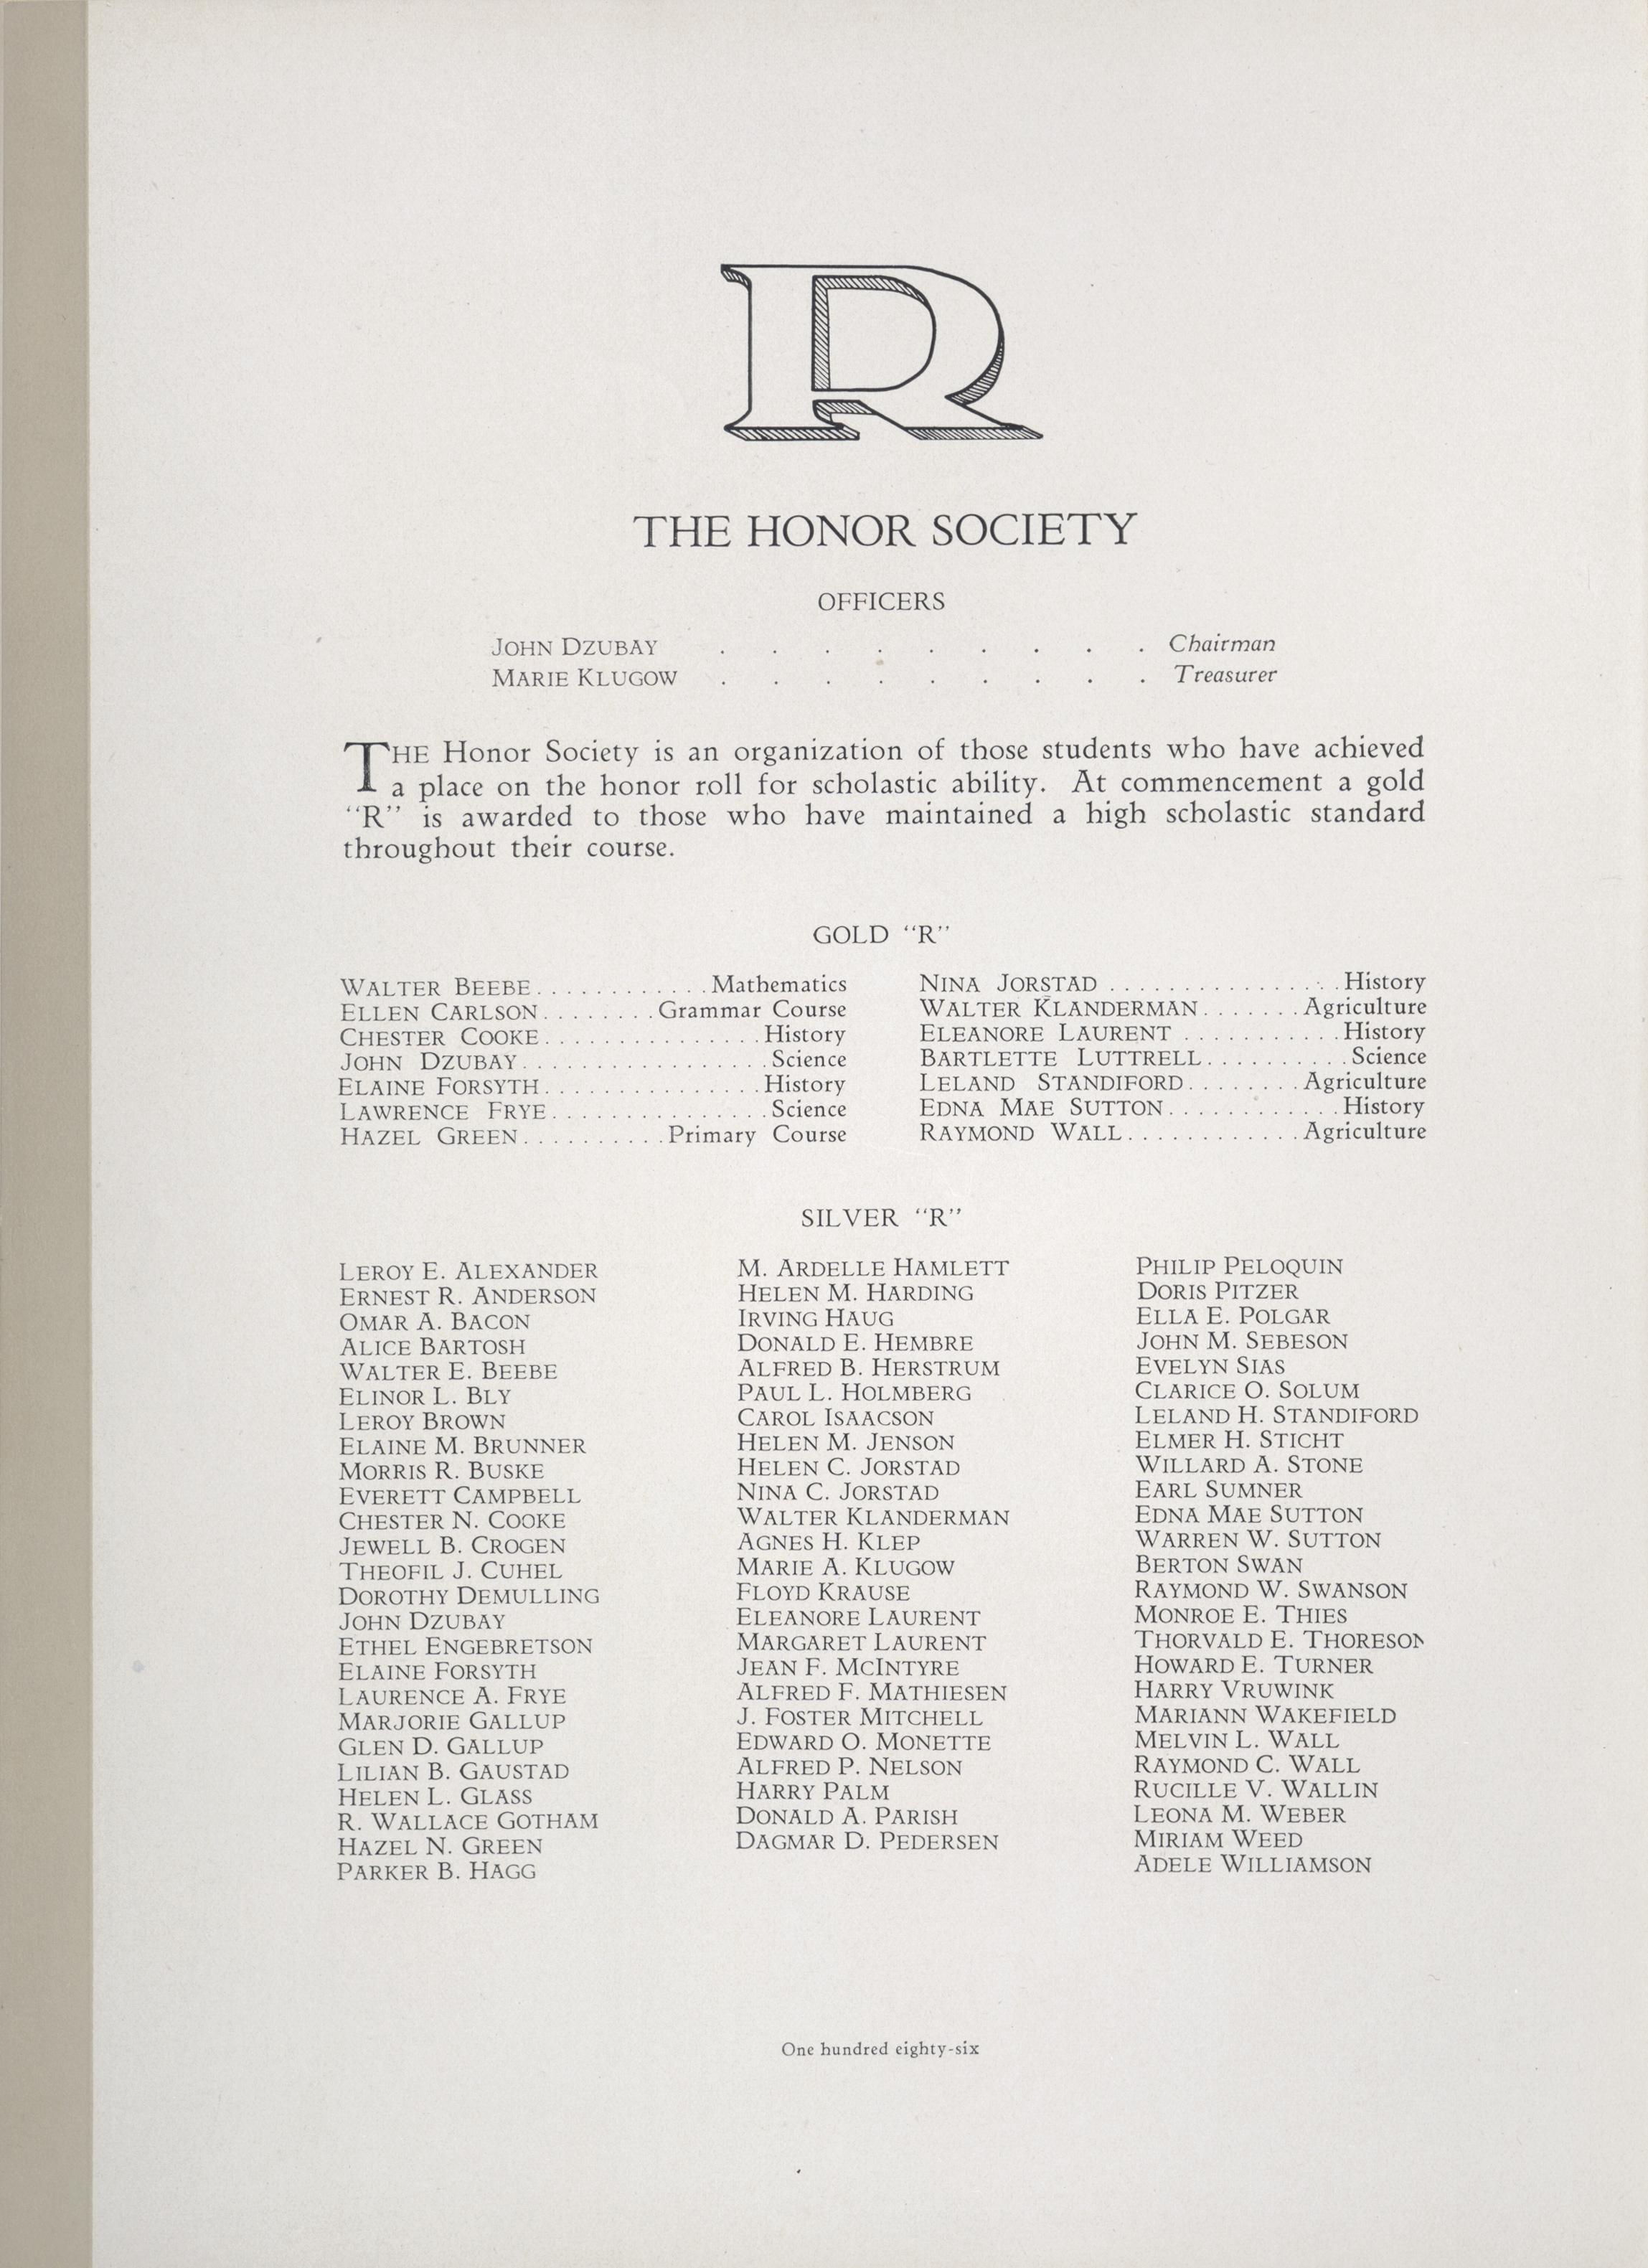 R
THE HONOR SOCIETY
OFFICERS
JOHN DZUBAY . . . . . . . . . Chairman
MARIE KLUGOW . . . . . . . . . Treasurer
THE Honor Society is an organization of those students who have achieved
a place on the honor roll for scholastic ability. At commencement a gold
“R” is awarded to those who have maintained a high scholastic standard
throughout their course.
GOLD “R”
WALTER BEEBE............Mathematics
ELLEN CARLSON........Grammar Course
CHESTER COOKE...............History
JOHN DZUBAY.................Science
ELAINE FORSYTH...............History
LAWRENCE FRYE...............Science
HAZEL GREEN..........Primary Course
NINA JORSTAD ................History
WALTER KLANDERMAN.......Agriculture
ELEANORE LAURENT ...........History
BARTLETTE LUTTRELL..........Science
LELAND STANDIFORD........Agriculture
EDNA MAE SUTTON............History
RAYMOND WALL............Agriculture
SILVER “R”
LEROY E. ALEXANDER
ERNEST R. ANDERSON
OMAR A. BACON
ALICE BARTOSH
WALTER E. BEEBE
ELINOR L. BLY
LEROY BROWN
ELAINE M. BRUNNER
MORRIS R. BUSKE
EVERETT CAMPBELL
CHESTER N. COOKE
JEWELL B. CROGEN
THEOFIL J. CUHEL
DOROTHY DEMULLING
JOHN DZUBAY
ETHEL ENGEBRETSON
ELAINE FORSYTH
LAURENCE A. FRYE
MARJORIE GALLUP
GLEN D. GALLUP
LILIAN B. GAUSTAD
HELEN L. GLASS
R. WALLACE GOTHAM
HAZEL N. GREEN
PARKER B. HAGG
M. ARDELLE HAMLETT
HELEN M. HARDING
IRVING HAUG
DONALD E. HEMBRE
ALFRED B. HERSTRUM
PAUL L. HOLMBERG
CAROL ISAACSON
HELEN M. JENSON
HELEN C. JORSTAD
NINA C. JORSTAD
WALTER KLANDERMAN
AGNES H. KLEP
MARIE A. KLUGOW
FLOYD KRAUSE
ELEANORE LAURENT
MARGARET LAURENT
JEAN F. MCINTYRE
ALFRED F. MATHIESEN
J. FOSTER MITCHELL
EDWARD O. MONETTE
ALFRED P. NELSON
HARRY PALM
DONALD A. PARISH
DAGMAR D. PEDERSEN
PHILIP PELOQUIN
DORIS PITZER
ELLA E. POLGAR
JOHN M. SEBESON
EVELYN SIAS
CLARICE O. SOLUM
LELAND H. STANDIFORD
ELMER H. STICHT
WILLARD A. STONE
EARL SUMNER
EDNA MAE SUTTON
WARREN W. SUTTON
BERTON SWAN
RAYMOND W. SWANSON
MONROE E. THIES
THORVALD E. THORESON
HOWARD E. TURNER
HARRY VRUWINK
MARIANN WAKEFIELD
MELVIN L. WALL
RAYMOND C. WALL
RUCILLE V. WALLIN
LEONA M. WEBER
MIRIAM WEED
ADELE WILLIAMSON
One hundred eighty-six